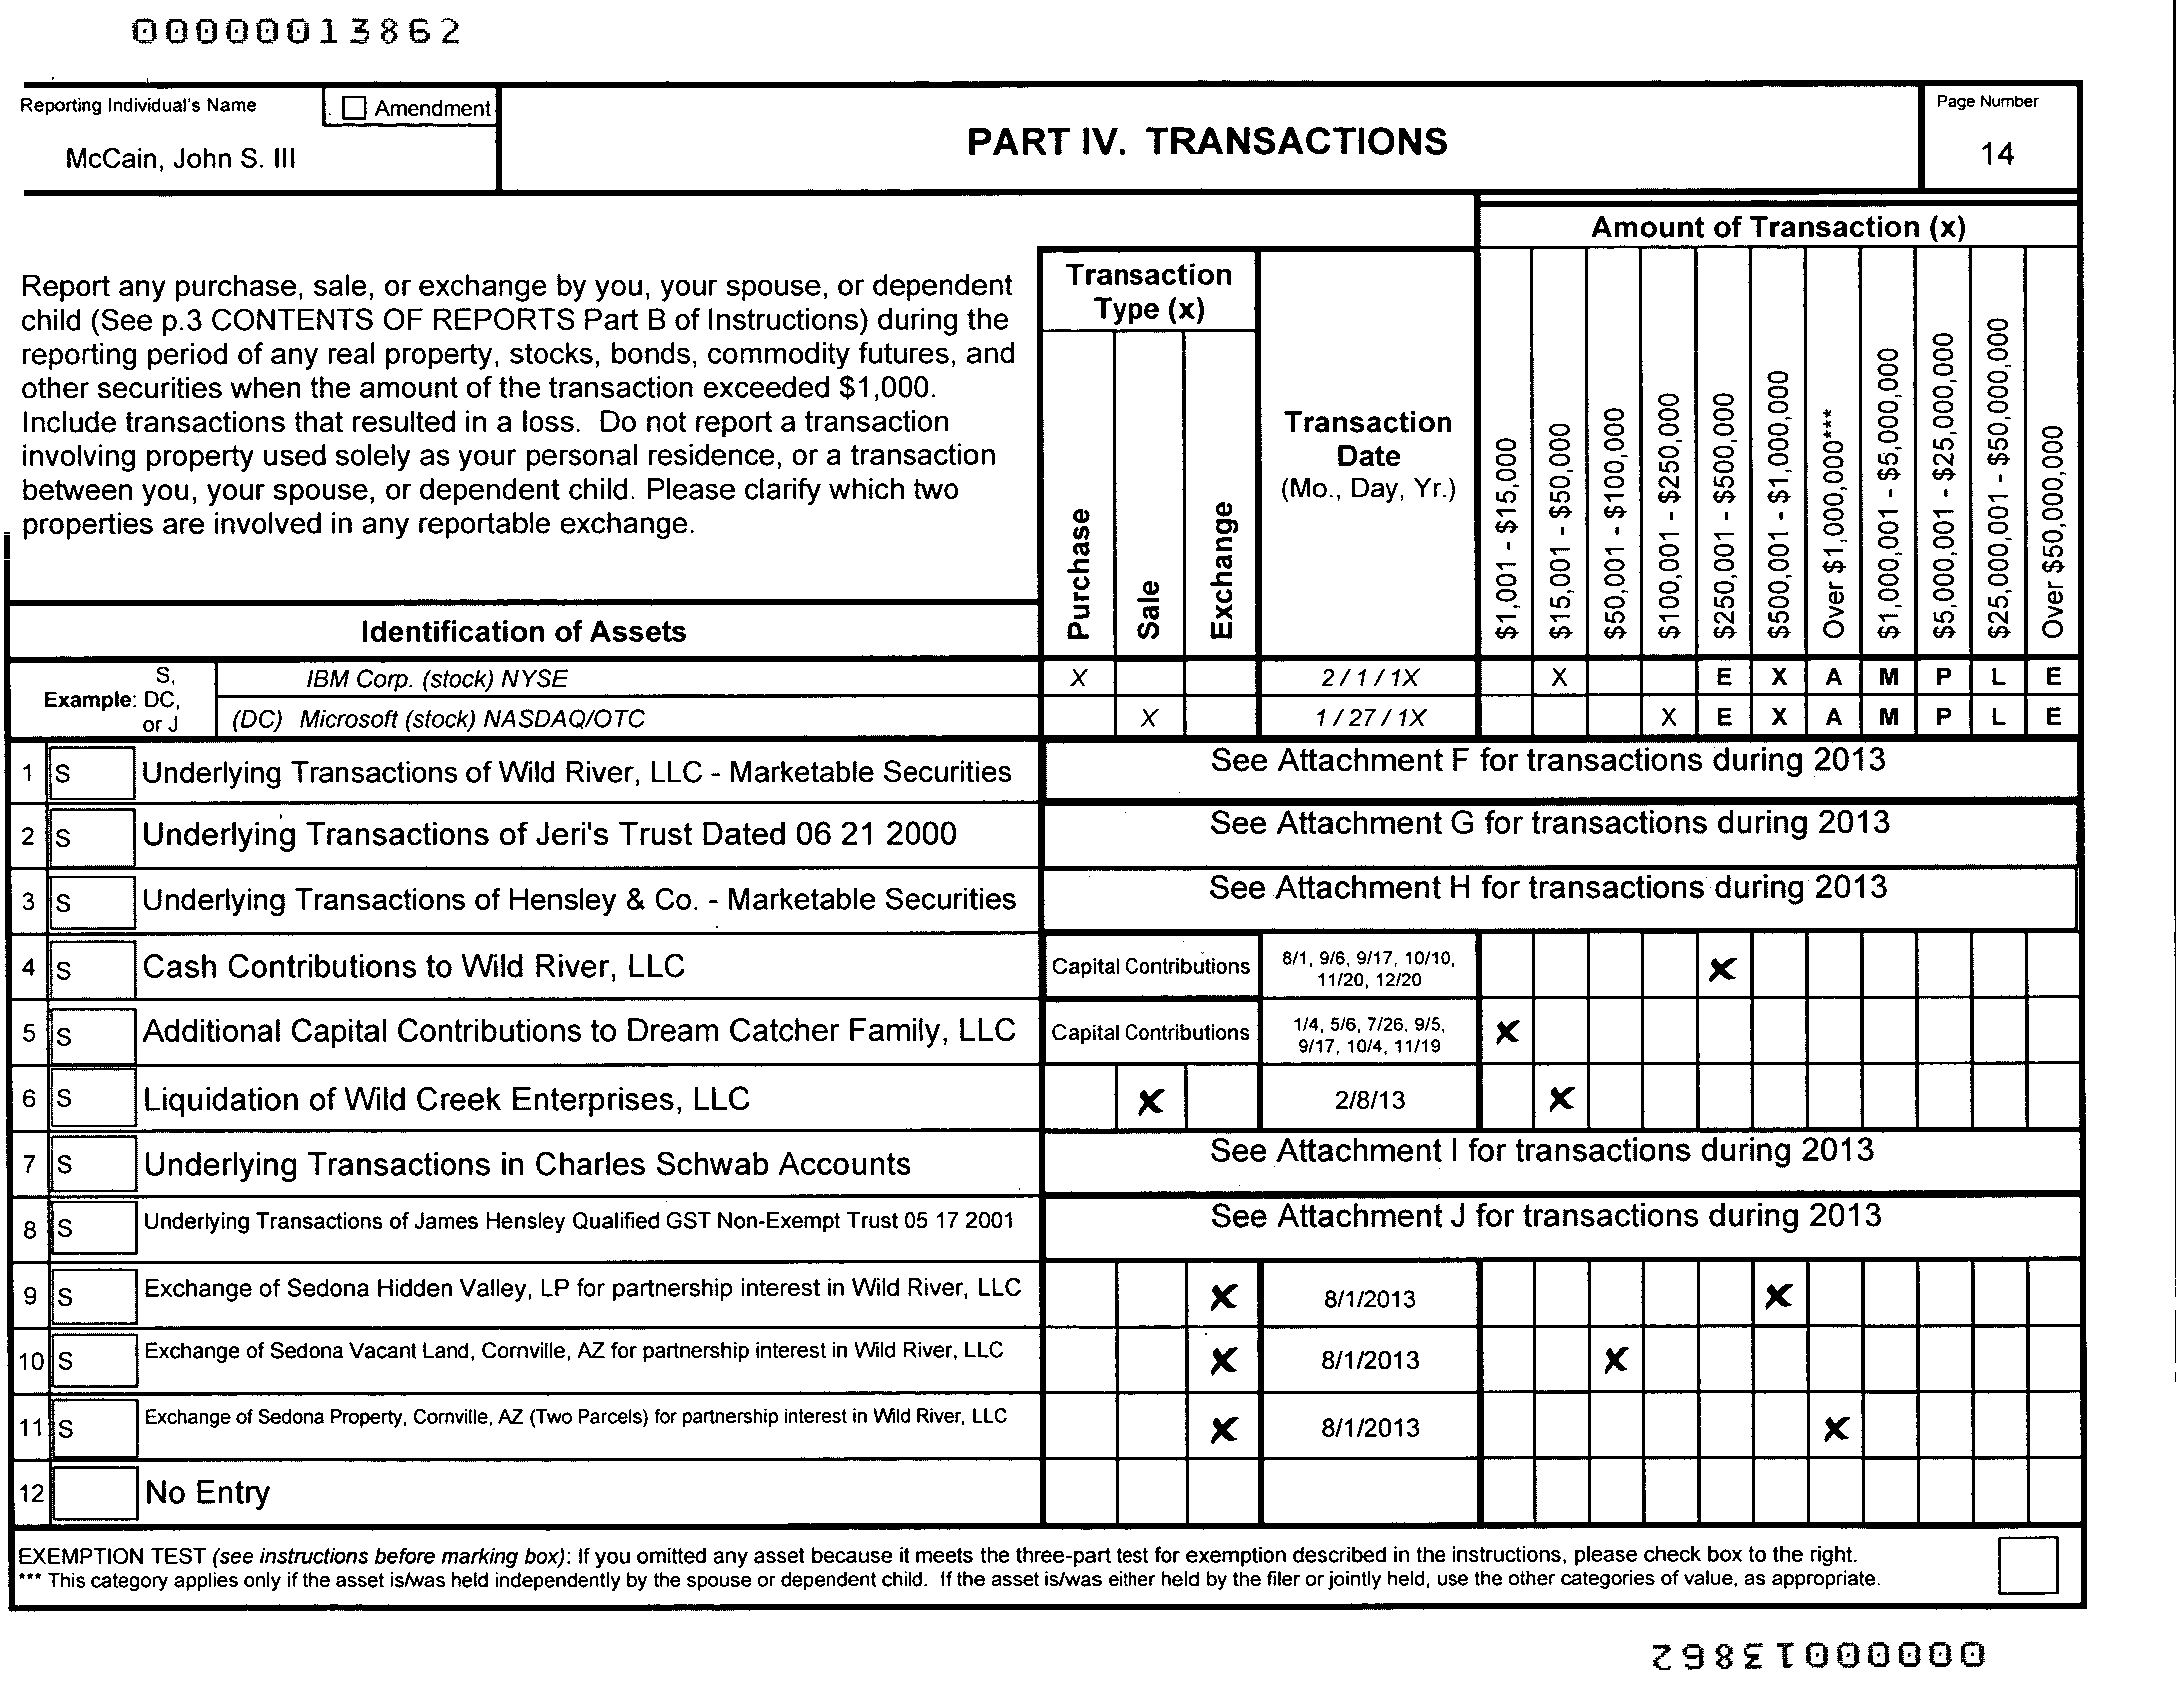 00000013862
Reporting Individual's Name
Amendment
McCain, John S. III
PART IV. TRANSACTIONS
Page Number
14
Amount of Transaction (x)
Report any purchase, sale, or exchange by you, your spouse, or dependent
child (See p.3 CONTENTS OF REPORTS Part B of Instructions) during the
reporting period of any real property, stocks, bonds, commodity futures, and
other securities when the amount of the transaction exceeded $1,000.
Include transactions that resulted in a loss. Do not report a transaction
involving property used solely as your personal residence, or a transaction
between you, your spouse, or dependent child. Please clarify which two
properties are involved in any reportable exchange.
Transaction
Type (x)
Purchase
Sale
Exchange
Transaction
Date
(Mo., Day, Yr.)
$1,001 - $15,000
$15,001 - $50,000
$50,001 - $100,000
$100,001 - $250,000
$250,001 - $500,000
$500,001 - $1,000,000
Over $1,000,000***
$1,000,001 - $5,000,000
$5,000,001 - $25,000,000
$25,000,001 - $50,000,000
Over $50,000,000
Identification of Assets
Example: S, DC, or J
IBM Corp. (stock) NYSE X 2 / 1 / 1X X E X A M P L E
(DC) Microsoft (stock) NASDAQ/OTC X 1 / 27 / 1X X E X A M P L E
1 S Underlying Transactions of Wild River, LLC - Marketable Securities See Attachment F for transactions during 2013
2 S Underlying Transactions of Jeri's Trust Dated 06 21 2000 See Attachment G for transactions during 2013
3 S Underlying Transactions of Hensley & Co. - Marketable Securities See Attachment H for transactions during 2013
4 S Cash Contributions to Wild River, LLC Capital Contributions 8/1, 9/6, 9/17, 10/10, 11/20, 12/20 X
5 S Additional Capital Contributions to Dream Catcher Family, LLC Capital Contributions 1/4, 5/6, 7/26, 9/5, 9/17, 10/4, 11/19 X
6 S Liquidation of Wild Creek Enterprises, LLC X 2/8/13 X
7 S Underlying Transactions in Charles Schwab Accounts See Attachment I for transactions during 2013
8 S Underlying Transactions of James Hensley Qualified GST Non-Exempt Trust 05 17 2001 See Attachment J for transactions during 2013
9 S Exchange of Sedona Hidden Valley, LP for partnership interest in Wild River, LLC X 8/1/2013 X
10 S Exchange of Sedona Vacant Land, Cornville, AZ for partnership interest in Wild River, LLC X 8/1/2013 X
11 S Exchange of Sedona Property, Cornville, AZ (Two Parcels) for partnership interest in Wild River, LLC X 8/1/2013 X
12 No Entry
EXEMPTION TEST (see instructions before marking box): If you omitted any asset because it meets the three-part test for exemption described in the instructions, please check box to the right.
*** This category applies only if the asset is/was held independently by the spouse or dependent child. If the asset is/was either held by the filer or jointly held, use the other categories of value, as appropriate.
00000013862